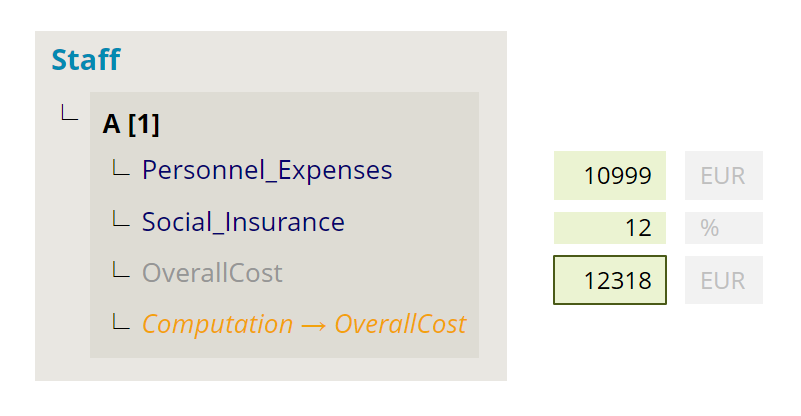 Staff
A [1]
Personnel_Expenses 10999 EUR
Social_Insurance 12 %
OverallCost 12318 EUR
Computation → OverallCost